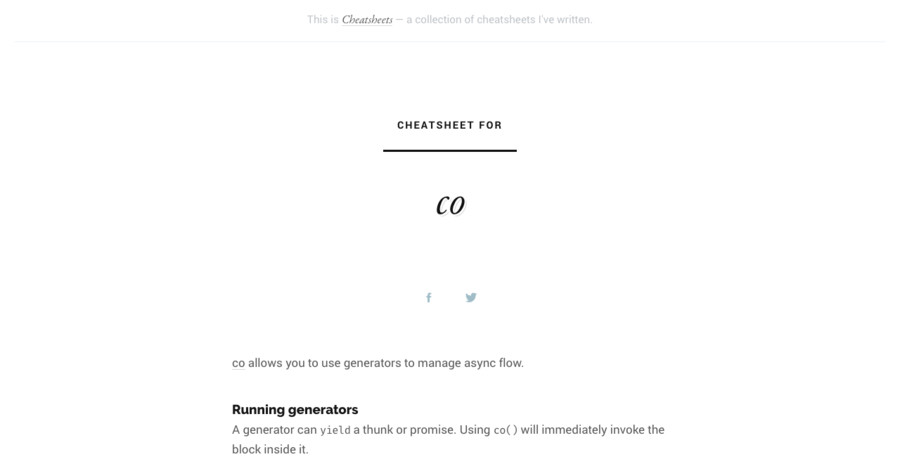 This is Cheatsheets — a collection of cheatsheets I've written.
CHEATSHEET FOR
co
co allows you to use generators to manage async flow.
Running generators
A generator can yield a thunk or promise. Using co() will immediately invoke the
block inside it.